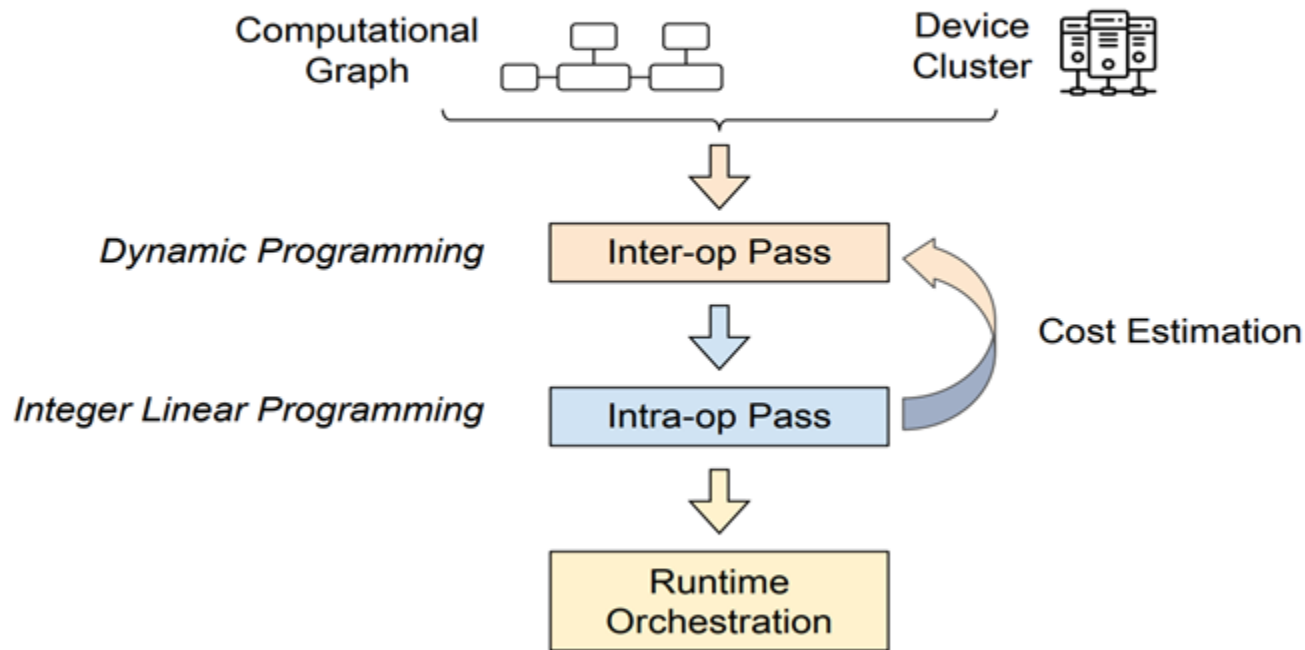 Computational
Graph
Device
Cluster
Dynamic Programming
Inter-op Pass
Cost Estimation
Integer Linear Programming
Intra-op Pass
Runtime
Orchestration